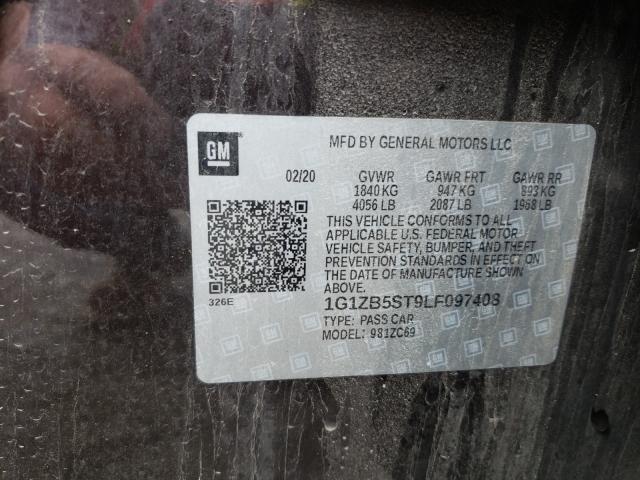 GM
MFD BY GENERAL MOTORS LLC
02/20 GVWR GAWR FRT GAWR RR
1840 KG 947 KG 893 KG
4056 LB 2087 LB 1968 LB
THIS VEHICLE CONFORMS TO ALL
APPLICABLE U.S. FEDERAL MOTOR
VEHICLE SAFETY, BUMPER, AND THEFT
PREVENTION STANDARDS IN EFFECT ON
THE DATE OF MANUFACTURE SHOWN
ABOVE.
326E
1G1ZB5ST9LF097408
TYPE: PASS CAR
MODEL: 981ZC69